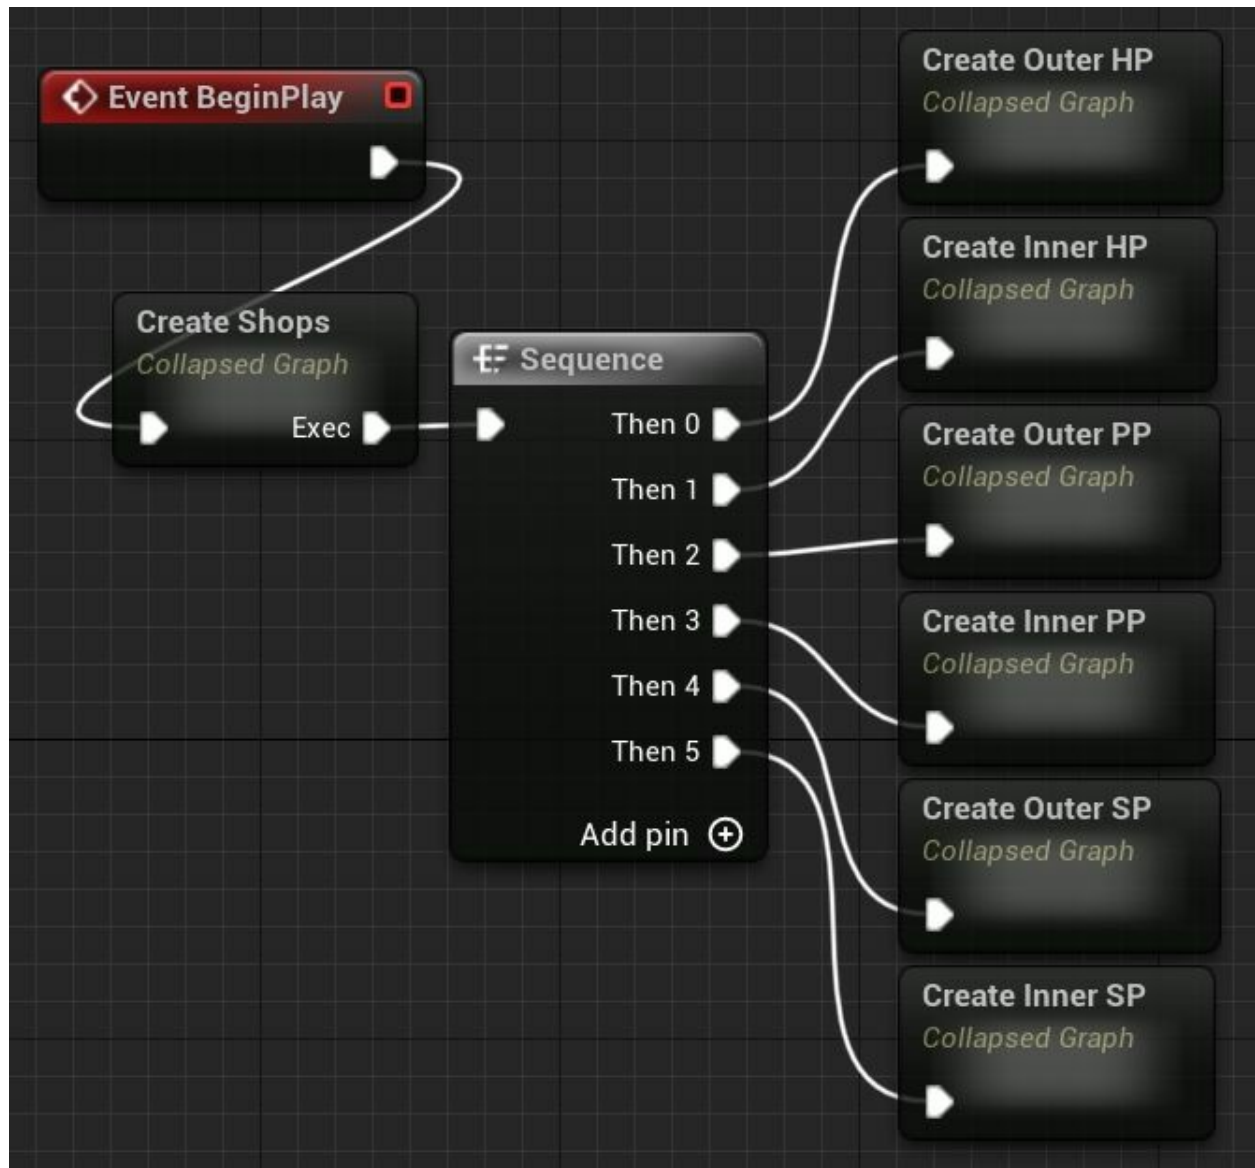 Event BeginPlay
Create Shops
Collapsed Graph
Exec
Sequence
Then 0
Then 1
Then 2
Then 3
Then 4
Then 5
Add pin
Create Outer HP
Collapsed Graph
Create Inner HP
Collapsed Graph
Create Outer PP
Collapsed Graph
Create Inner PP
Collapsed Graph
Create Outer SP
Collapsed Graph
Create Inner SP
Collapsed Graph